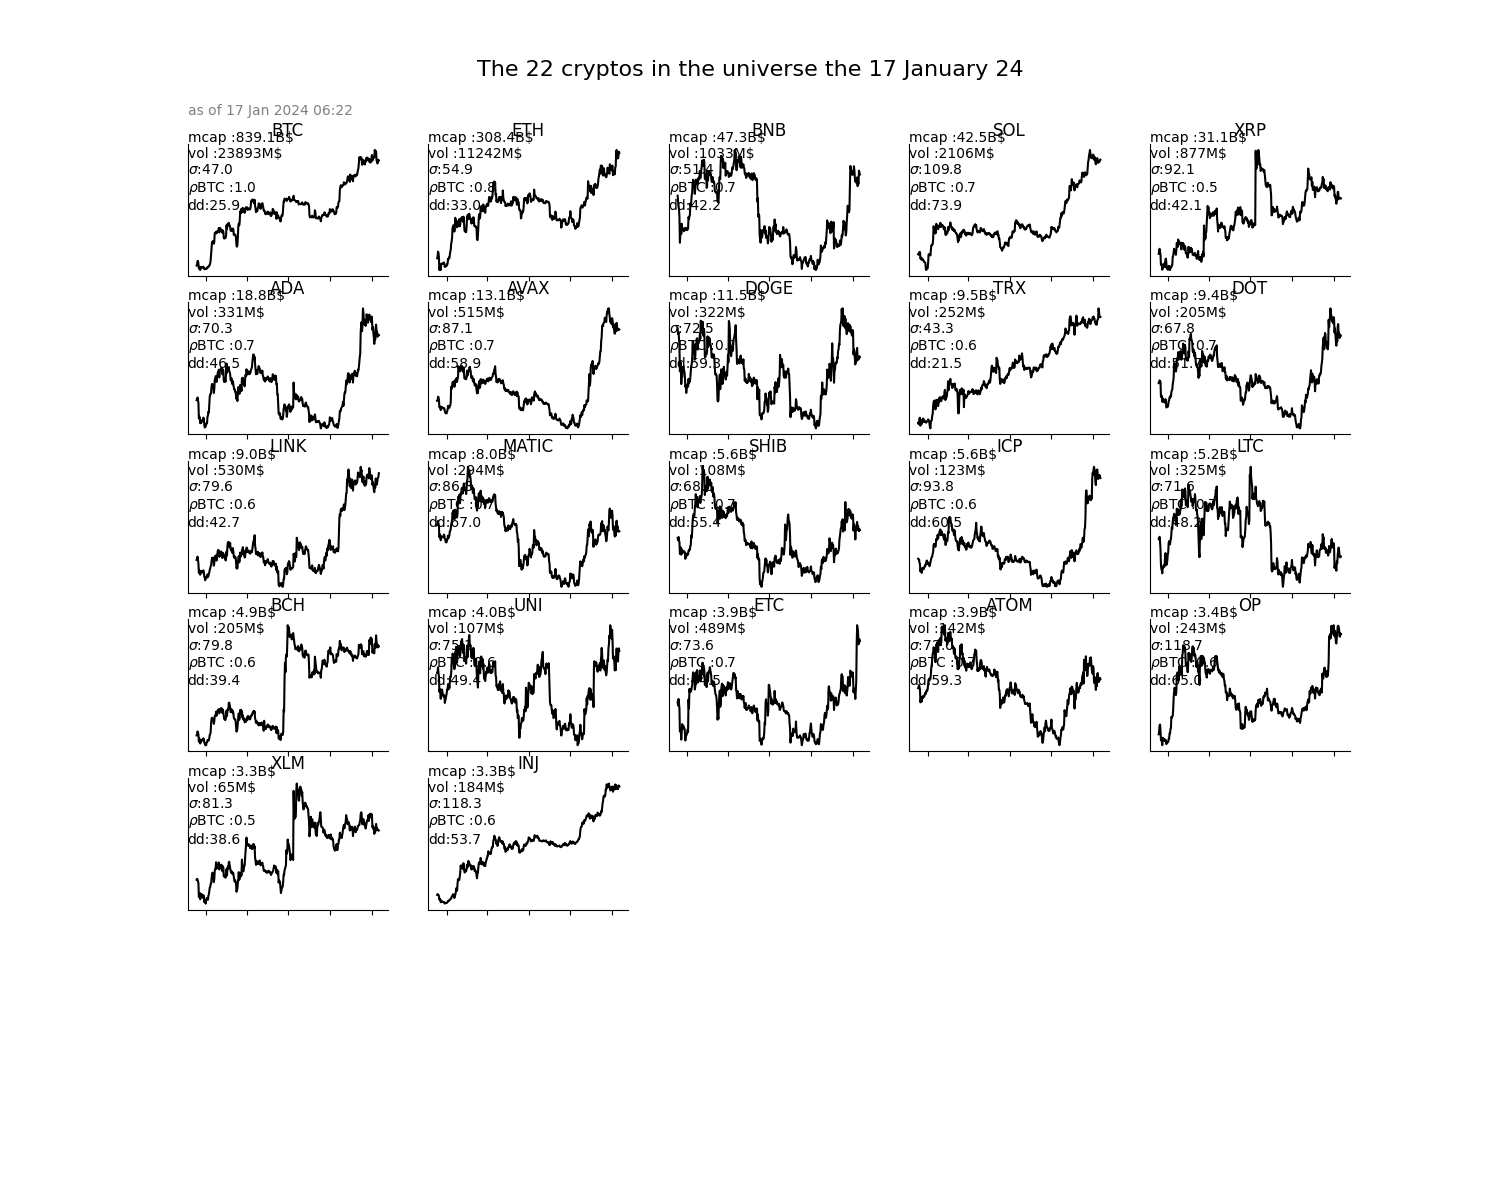 The 22 cryptos in the universe the 17 January 24
as of 17 Jan 2024 06:22
BTC
mcap :839.1B$
vol :23893M$
σ:47.0
ρBTC :1.0
dd:25.9
ETH
mcap :308.4B$
vol :11242M$
σ:54.9
ρBTC :0.8
dd:33.0
BNB
mcap :47.3B$
vol :1033M$
σ:51.4
ρBTC :0.7
dd:42.2
SOL
mcap :42.5B$
vol :2106M$
σ:109.8
ρBTC :0.7
dd:73.9
XRP
mcap :31.1B$
vol :877M$
σ:92.1
ρBTC :0.5
dd:42.1
ADA
mcap :18.8B$
vol :331M$
σ:70.3
ρBTC :0.7
dd:46.5
AVAX
mcap :13.1B$
vol :515M$
σ:87.1
ρBTC :0.7
dd:58.9
DOGE
mcap :11.5B$
vol :322M$
σ:72.5
ρBTC
dd:59.3
TRX
mcap :9.5B$
vol :252M$
σ:43.3
ρBTC :0.6
dd:21.5
DOT
mcap :9.4B$
vol :205M$
σ:67.8
ρBTC :0.7
LINK
mcap :9.0B$
vol :530M$
σ:79.6
ρBTC :0.6
dd:42.7
MATIC
mcap :8.0B$
vol :294M$
ρBTC
dd:67.0
SHIB
mcap :5.6B$
vol :108M$
ρBTC :0.7
dd:55.4
ICP
mcap :5.6B$
vol :123M$
σ:93.8
ρBTC :0.6
dd:60.5
LTC
mcap :5.2B$
vol :325M$
σ:71.6
ρBTC :0.7
dd:48.2
BCH
mcap :4.9B$
vol :205M$
σ:79.8
ρBTC :0.6
dd:39.4
UNI
mcap :4.0B$
vol :107M$
ρBTC :0.6
dd:49.4
ETC
mcap :3.9B$
vol :489M$
σ:73.6
ρBTC :0.7
ATOM
mcap :3.9B$
vol :142M$
ρBTC :0.7
dd:59.3
OP
mcap :3.4B$
vol :243M$
σ:118.7
ρBTC :0.6
dd:65.0
XLM
mcap :3.3B$
vol :65M$
σ:81.3
ρBTC :0.5
dd:38.6
INJ
mcap :3.3B$
vol :184M$
σ:118.3
ρBTC :0.6
dd:53.7